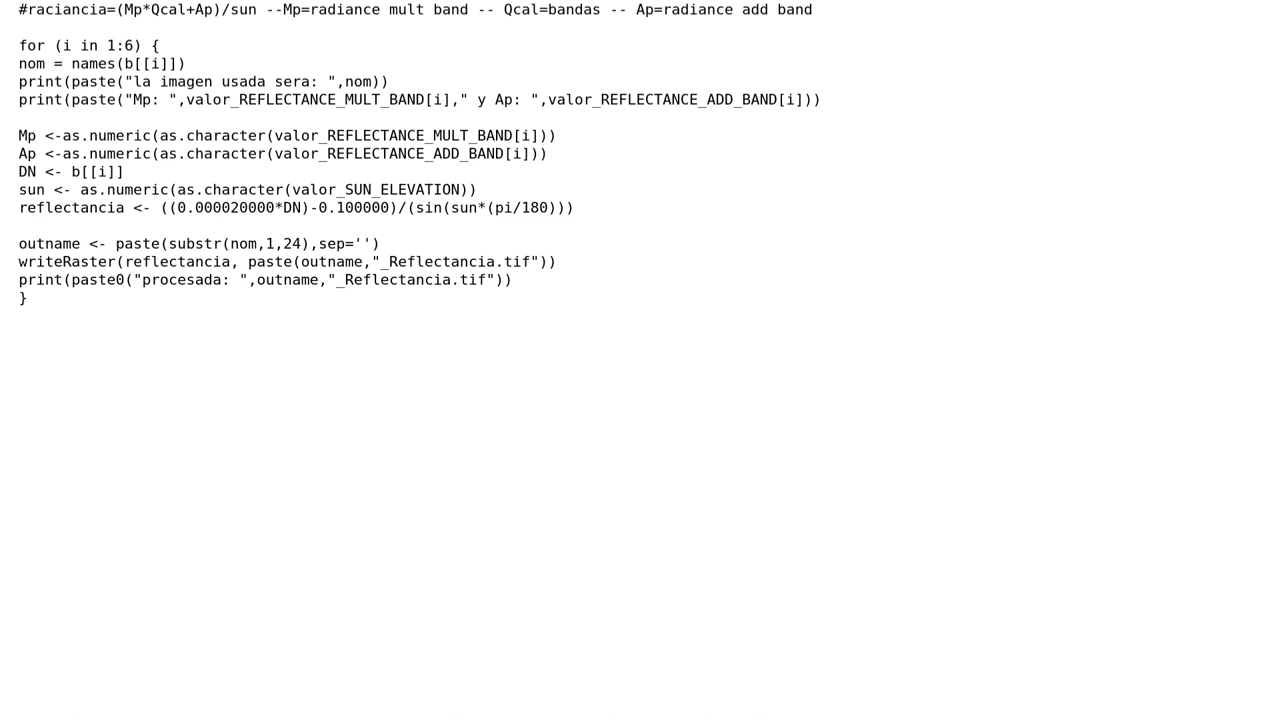 #raciancia=(Mp*Qcal+Ap)/sun --Mp=radiance mult band -- Qcal=bandas -- Ap=radiance add band
for (i in 1:6) {
nom = names(b[[i]])
print(paste("la imagen usada sera: ",nom))
print(paste("Mp: ",valor_REFLECTANCE_MULT_BAND[i]," y Ap: ",valor_REFLECTANCE_ADD_BAND[i]))
Mp <-as.numeric(as.character(valor_REFLECTANCE_MULT_BAND[i]))
Ap <-as.numeric(as.character(valor_REFLECTANCE_ADD_BAND[i]))
DN <- b[[i]]
sun <- as.numeric(as.character(valor_SUN_ELEVATION))
reflectancia <- ((0.000020000*DN)-0.100000)/(sin(sun*(pi/180)))
outname <- paste(substr(nom,1,24),sep='')
writeRaster(reflectancia, paste(outname,"_Reflectancia.tif"))
print(paste0("procesada: ",outname,"_Reflectancia.tif"))
}